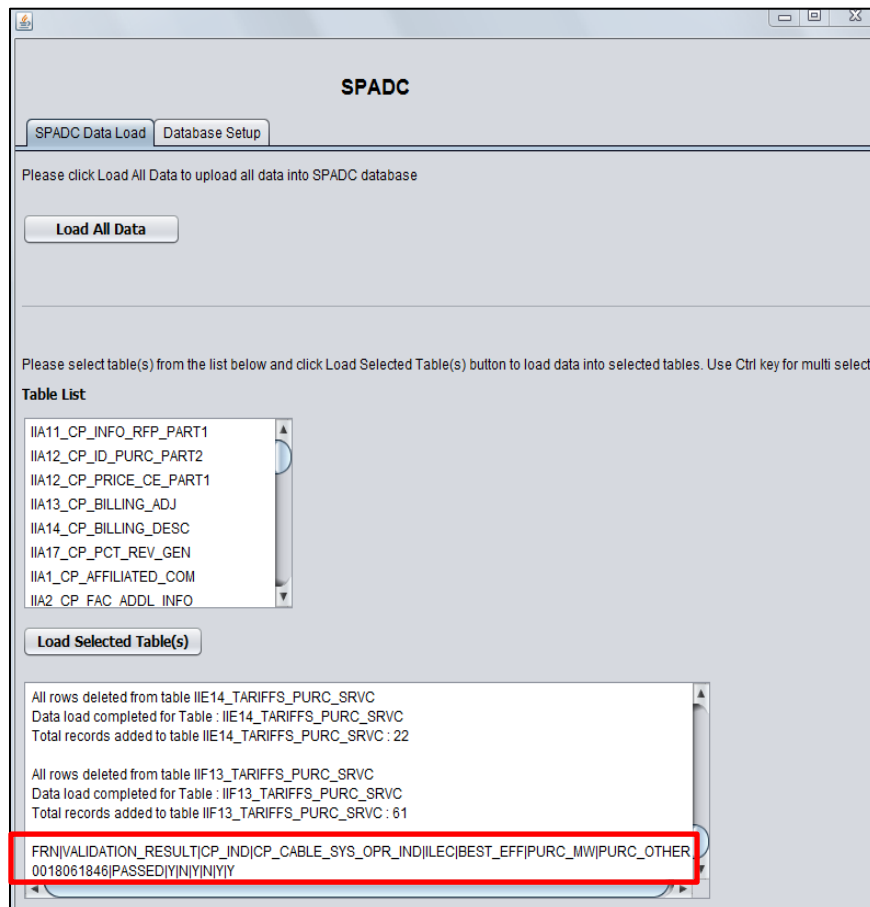 SPADC
SPADC Data Load
Database Setup
Please click Load All Data to upload all data into SPADC database
Load All Data
Please select table(s) from the list below and click Load Selected Table(s) button to load data into selected tables. Use Ctrl key for multi select
Table List
IIA11_CP_INFO_RFP_PART1
IIA12_CP_ID_PURC_PART2
IIA12_CP_PRICE_CE_PART1
IIA13_CP_BILLING_ADJ
IIA14_CP_BILLING_DESC
IIA17_CP_PCT_REV_GEN
IIA1_CP_AFFILIATED_COM
IIA2_CP_FAC_ADDL_INFO
Load Selected Table(s)
All rows deleted from table IIE14_TARIFFS_PURC_SRVC
Data load completed for Table : IIE14_TARIFFS_PURC_SRVC
Total records added to table IIE14_TARIFFS_PURC_SRVC : 22
All rows deleted from table IIF13_TARIFFS_PURC_SRVC
Data load completed for Table : IIF13_TARIFFS_PURC_SRVC
Total records added to table IIF13_TARIFFS_PURC_SRVC : 61
FRN|VALIDATION_RESULT|CP_IND|CP_CABLE_SYS_OPR_IND|ILEC|BEST_EFF|PURC_MW|PURC_OTHER_
0018061846|PASSED|Y|N|Y|N|Y|Y